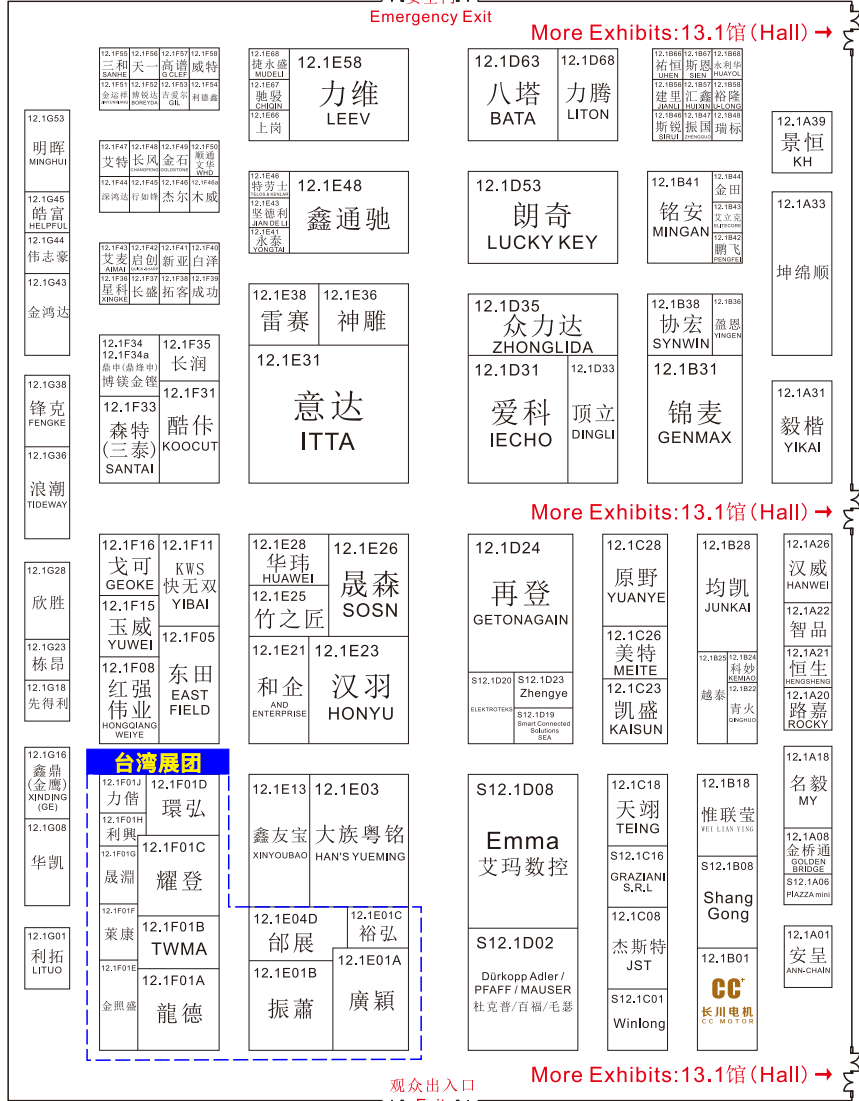 Emergency Exit
More Exhibits:13.1馆(Hall) →
12.1G53
明晖
MINGHUI
12.1G45
皓富
HELPFUL
12.1G44
伟志豪
12.1G43
金鸿达
12.1G38
锋克
FENGKE
12.1G36
浪潮
TIDEWAY
12.1G28
欣胜
12.1G23
栋昂
12.1G18
先得利
12.1G16
鑫鼎
(金鹰)
XINDING
(GE)
12.1G08
华凯
12.1G01
利拓
LITUO
12.1F55
三和
SANHE
12.1F56
天一
12.1F57
高谱
G CLEF
12.1F58
威特
12.1F51
金运祥
12.1F52
博锐达
BOREYDA
12.1F53
吉爱尔
GIL
12.1F54
利德鑫
12.1F47
艾特
12.1F48
长风
CHANGFENG
12.1F49
金石
GOLDSTONE
12.1F50
顺通
文华
WHD
12.1F44
深鸿达
12.1F45
行如锋
12.1F46
杰尔
12.1F46a
木威
12.1F43
艾麦
AIMAI
12.1F42
启创
12.1F41
新亚
12.1F40
白泽
12.1F36
星科
XINGKE
12.1F37
长盛
12.1F38
拓客
12.1F39
成功
12.1F34
12.1F34a
鼎申(鼎烽申)
博镁金铿
12.1F35
长润
12.1F33
森特
(三泰)
SANTAI
12.1F31
酷佧
KOOCUT
12.1F16
戈可
GEOKE
12.1F11
KWS
快无双
YIBAI
12.1F15
玉威
YUWEI
12.1F08
红强
伟业
HONGQIANG
WEIYE
12.1F05
东田
EAST
FIELD
台湾展团
12.1F01J
力偕
12.1F01D
環弘
12.1F01H
利興
12.1F01G
晟淵
12.1F01C
耀登
12.1F01F
萊康
12.1F01B
TWMA
12.1F01E
金照盛
12.1F01A
龍德
12.1E68
捷永盛
MUDELI
12.1E67
驰骎
CHIQIN
12.1E66
上岗
12.1E58
力维
LEEV
12.1E46
特劳士
12.1E43
坚德利
JIAN DE LI
12.1E41
永泰
YONGTAI
12.1E48
鑫通驰
12.1E38
雷赛
12.1E36
神雕
12.1E31
意达
ITTA
12.1E28
华玮
HUAWEI
12.1E25
竹之匠
12.1E26
晟森
SOSN
12.1E21
和企
AND
ENTERPRISE
12.1E23
汉羽
HONYU
12.1E13
鑫友宝
XINYOUBAO
12.1E03
大族粤铭
HAN'S YUEMING
12.1E04D
邰展
12.1E01C
裕弘
12.1E01B
振蕭
12.1E01A
廣穎
12.1D63
八塔
BATA
12.1D68
力腾
LITON
12.1D53
朗奇
LUCKY KEY
12.1D35
众力达
ZHONGLIDA
12.1D31
爱科
IECHO
12.1D33
顶立
DINGLI
12.1D24
再登
GETONAGAIN
S12.1D20
ELEKTROTEKS
S12.1D23
Zhengye
S12.1D19
Smart Connected
Solutions
SEA
S12.1D08
Emma
艾玛数控
S12.1D02
Dürkopp Adler /
PFAFF / MAUSER
杜克普/百福/毛瑟
12.1B66
祐恒
UHEN
12.1B67
斯恩
SIEN
12.1B68
永利华
HUAYOL
12.1B56
建里
JIANLI
12.1B57
汇鑫
HUIXIN
12.1B58
裕隆
U-LONG
12.1B46
斯锐
SIRUI
12.1B47
振国
ZHENGGUO
12.1B48
瑞标
12.1B41
铭安
MINGAN
12.1B44
金田
12.1B43
艾立克
ELITECORE
12.1B42
鹏飞
PENGFEI
12.1B38
协宏
SYNWIN
12.1B36
盈恩
YINGEN
12.1B31
锦麦
GENMAX
12.1A39
景恒
KH
12.1A33
坤绵顺
12.1A31
毅楷
YIKAI
More Exhibits:13.1馆(Hall) →
12.1C28
原野
YUANYE
12.1C26
美特
MEITE
12.1C23
凯盛
KAISUN
12.1C18
天翊
TEING
S12.1C16
GRAZIANI
S.R.L
12.1C08
杰斯特
JST
S12.1C01
Winlong
12.1B28
均凯
JUNKAI
12.1B25
越泰
12.1B24
科妙
KEMIAO
12.1B22
青火
QINGHUO
12.1B18
惟联莹
WEI LIAN YING
S12.1B08
Shang
Gong
12.1B01
CC+
长川电机
CC MOTOR
12.1A26
汉威
HANWEI
12.1A22
智品
12.1A21
恒生
HENGSHENG
12.1A20
路嘉
ROCKY
12.1A18
名毅
MY
12.1A08
金桥通
GOLDEN
BRIDGE
S12.1A06
PIAZZA mini
12.1A01
安呈
ANN-CHAIN
More Exhibits:13.1馆(Hall) →
观众出入口